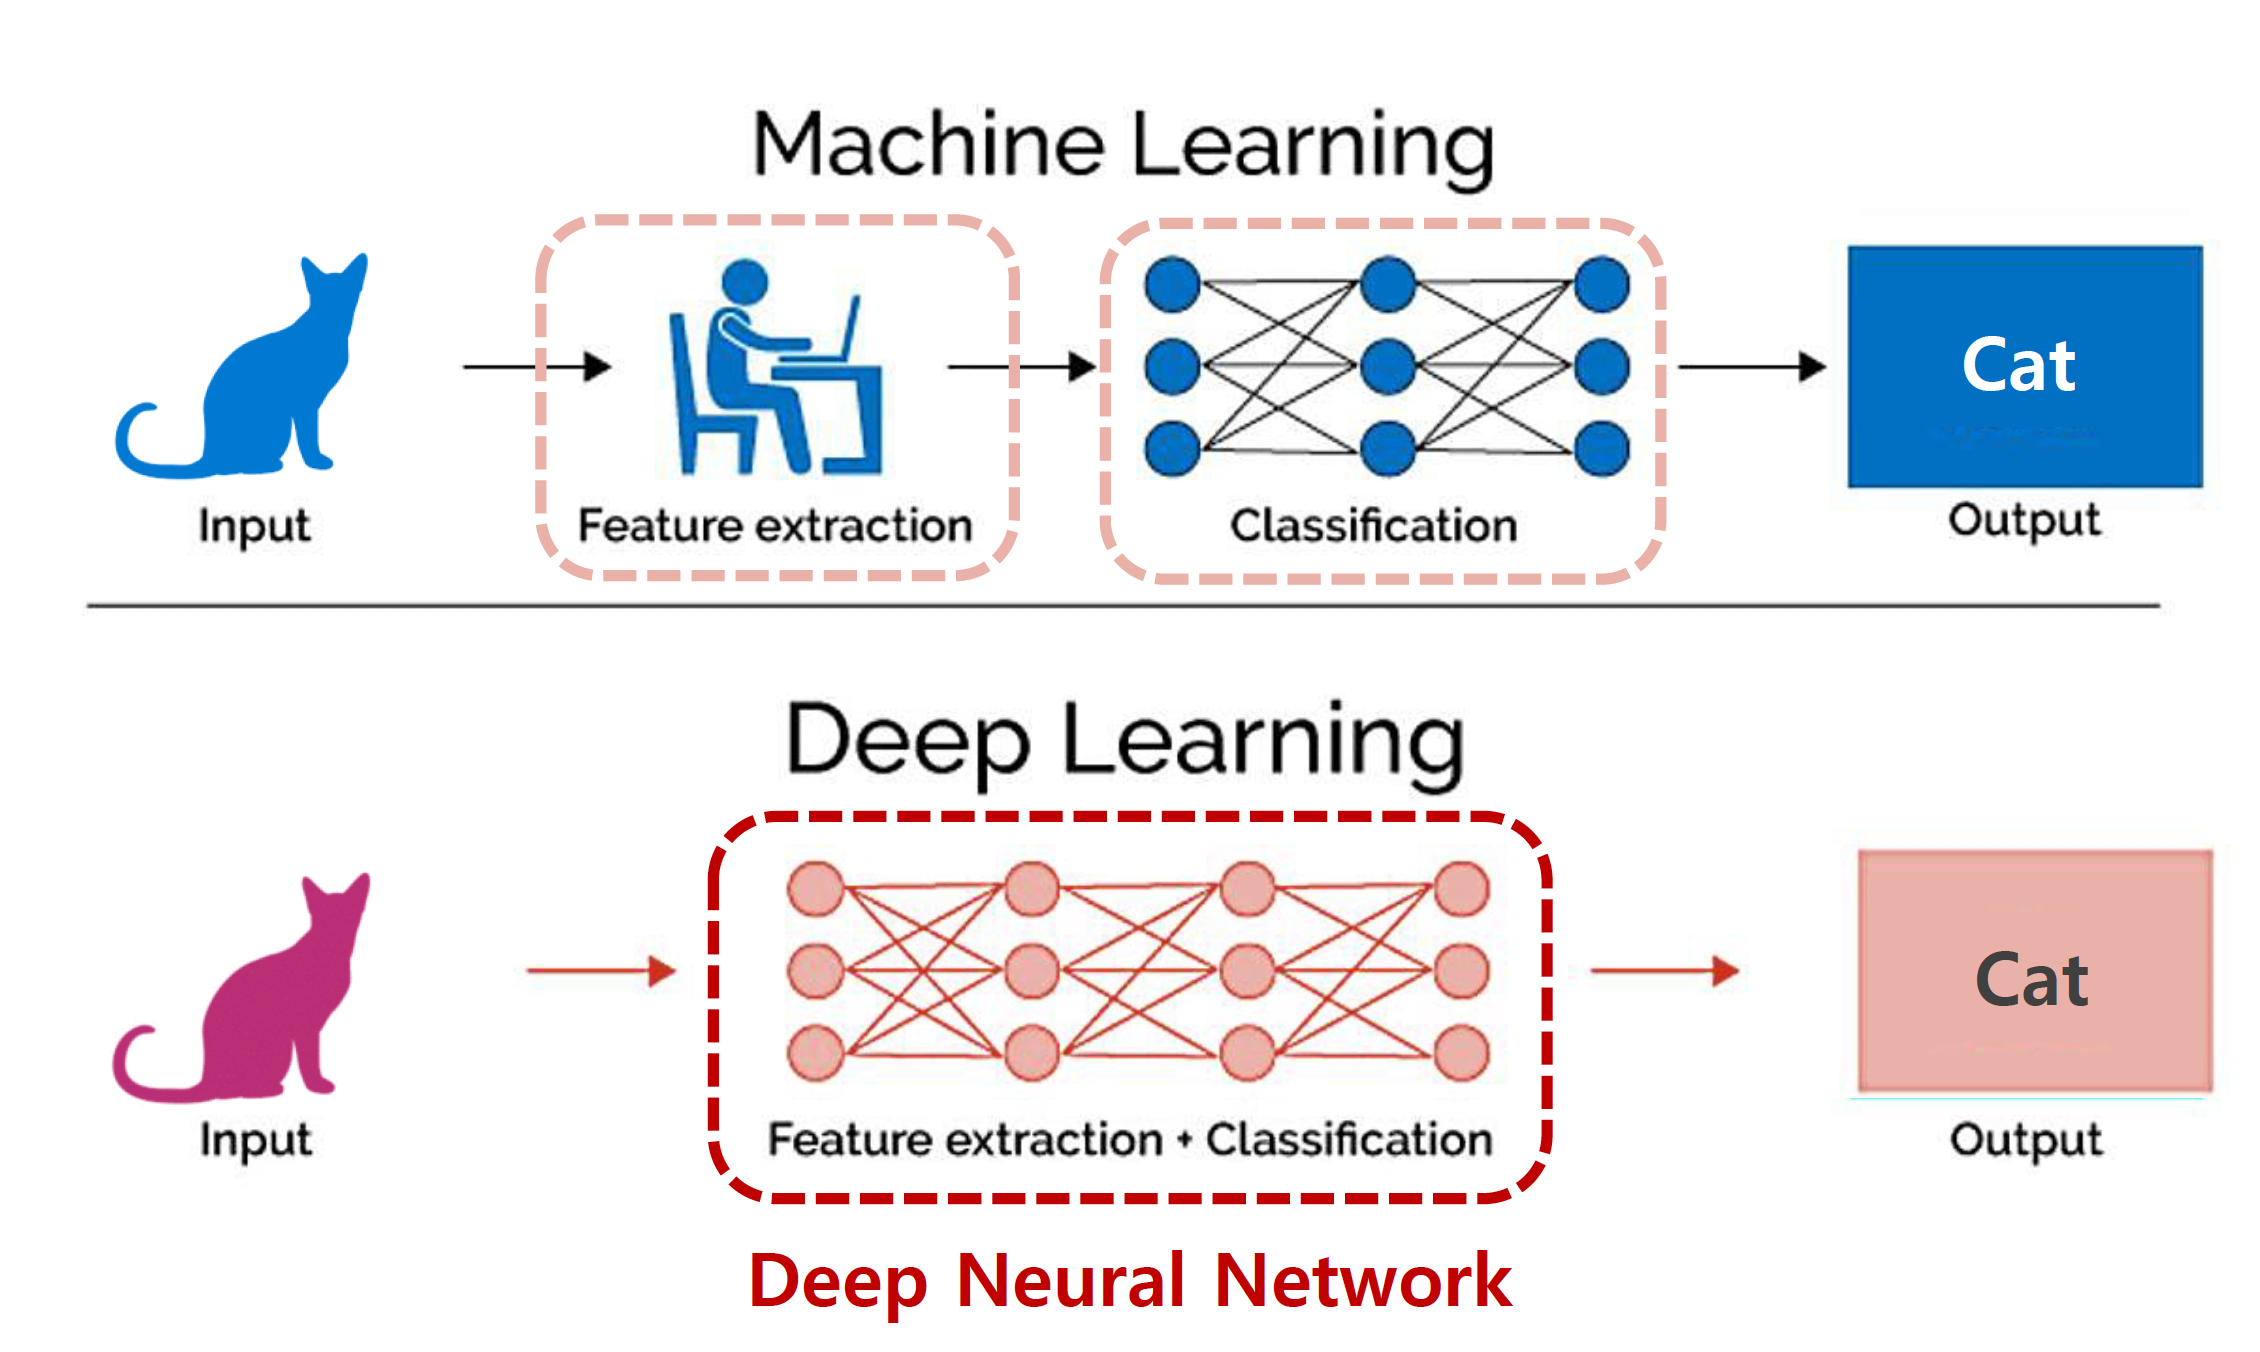 Machine Learning
Input
Feature extraction
Classification
Cat
Output
Deep Learning
Input
Feature extraction + Classification
Cat
Output
Deep Neural Network